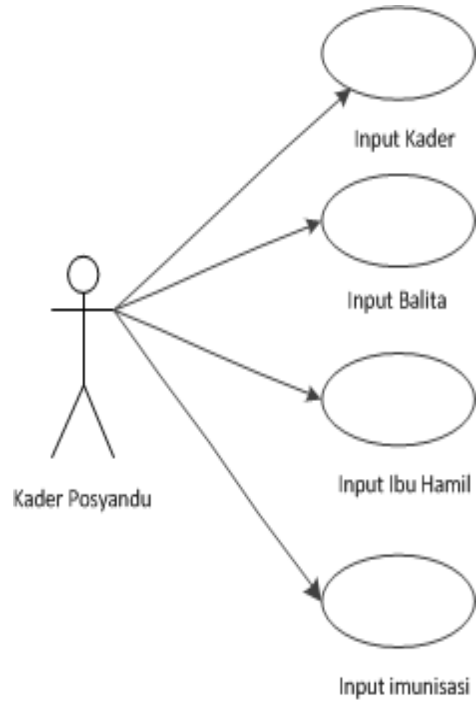 Input Kader
Input Balita
Kader Posyandu
Input Ibu Hamil
Input imunisasi